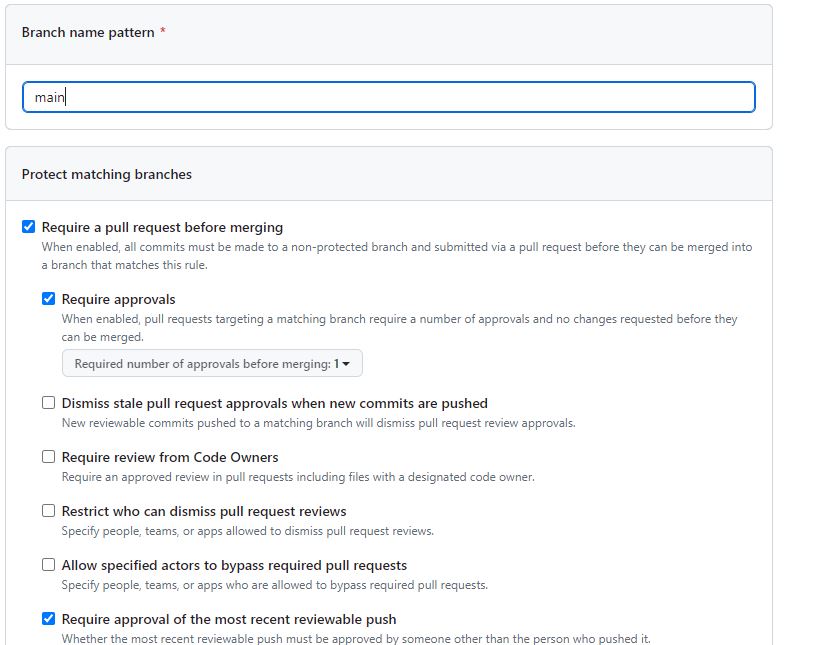 Branch name pattern *
main
Protect matching branches
Require a pull request before merging
When enabled, all commits must be made to a non-protected branch and submitted via a pull request before they can be merged into
a branch that matches this rule.
Require approvals
When enabled, pull requests targeting a matching branch require a number of approvals and no changes requested before they
can be merged.
Required number of approvals before merging: 1
Dismiss stale pull request approvals when new commits are pushed
New reviewable commits pushed to a matching branch will dismiss pull request review approvals.
Require review from Code Owners
Require an approved review in pull requests including files with a designated code owner.
Restrict who can dismiss pull request reviews
Specify people, teams, or apps allowed to dismiss pull request reviews.
Allow specified actors to bypass required pull requests
Specify people, teams, or apps who are allowed to bypass required pull requests.
Require approval of the most recent reviewable push
Whether the most recent reviewable push must be approved by someone other than the person who pushed it.